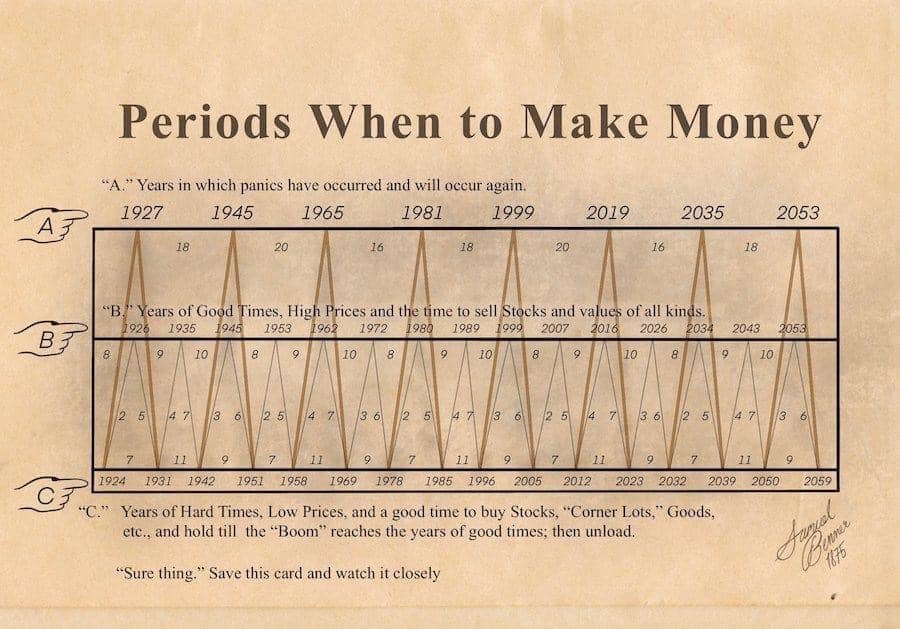 Periods When to Make Money
“A.” Years in which panics have occurred and will occur again.
1927 1945 1965 1981 1999 2019 2035 2053
A
18 20 16 18 20 16 18
“B.” Years of Good Times, High Prices and the time to sell Stocks and values of all kinds.
1926 1935 1945 1953 1962 1972 1980 1989 1999 2007 2016 2026 2034 2043 2053
B
8 9 10 8 9 10 8 9 10 8 9 10 8 9 10
2 5 4 7 3 6 2 5 4 7 3 6 2 5 4 7 3 6 2 5 4 7 3 6 2 5 4 7 3 6
7 11 9 7 11 9 7 11 9 7 11 9 7 11 9
1924 1931 1942 1951 1958 1969 1978 1985 1996 2005 2012 2023 2032 2039 2050 2059
C
“C.” Years of Hard Times, Low Prices, and a good time to buy Stocks, “Corner Lots,” Goods,
etc., and hold till the “Boom” reaches the years of good times; then unload.
Samuel
Benner
1875
“Sure thing.” Save this card and watch it closely